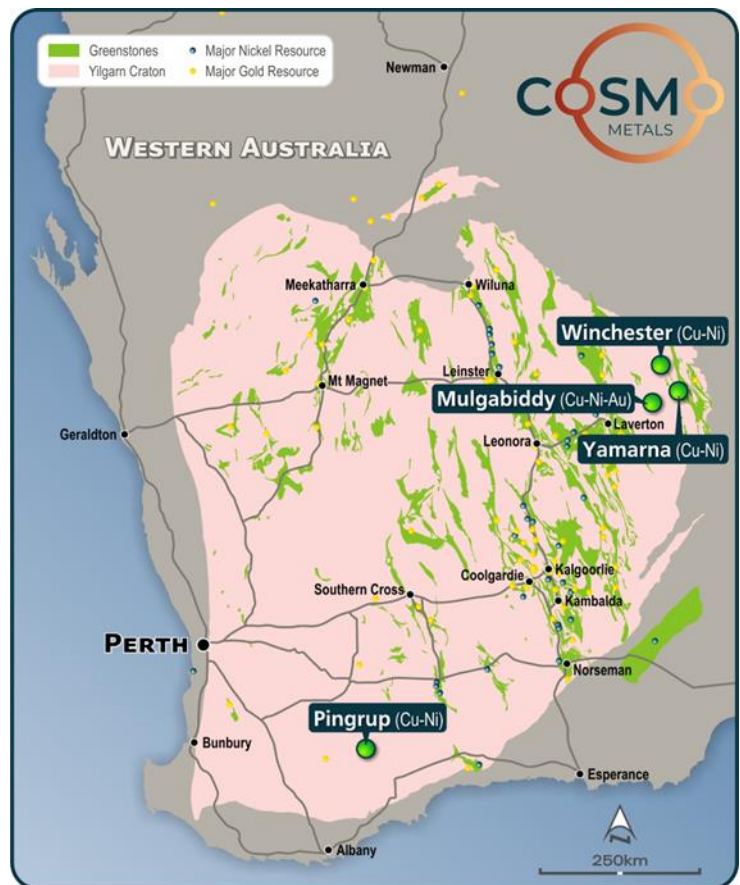 Greenstones
Major Nickel Resource
Yilgarn Craton
Major Gold Resource
Newman
COSMO
METALS
WESTERN AUSTRALIA
Meekatharra
Wiluna
Winchester (Cu-Ni)
Leinster
Mt Magnet
Mulgabiddy (Cu-Ni-Au)
Laverton
Geraldton
Leonora
Yamarna (Cu-Ni)
Kalgoorlie
Coolgardie
Southern Cross
Kambalda
PERTH
Norseman
Pingrup (Cu-Ni)
Bunbury
Esperance
Albany
250km